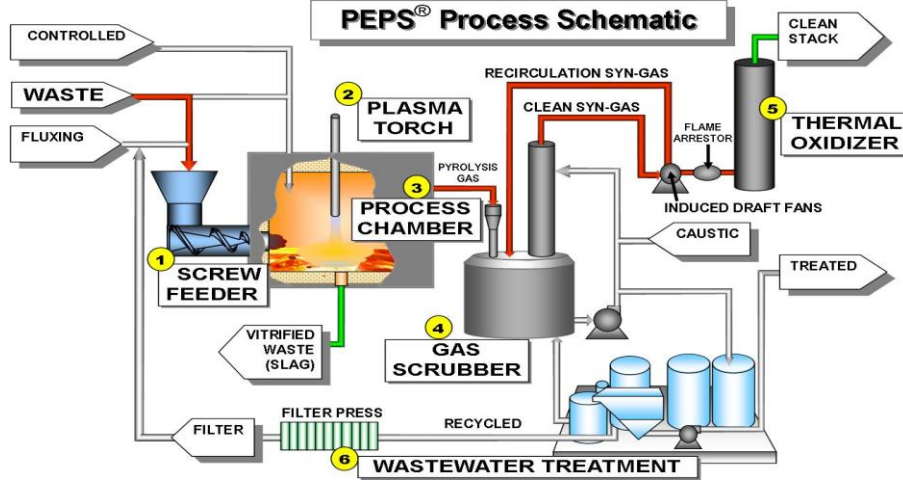 PEPS® Process Schematic
CONTROLLED
WASTE
FLUXING
1
SCREW
FEEDER
2
PLASMA
TORCH
3
PROCESS
CHAMBER
PYROLYSIS
GAS
VITRIFIED
WASTE
(SLAG)
4
GAS
SCRUBBER
RECIRCULATION SYN-GAS
CLEAN SYN-GAS
FLAME
ARRESTOR
INDUCED DRAFT FANS
CLEAN
STACK
5
THERMAL
OXIDIZER
CAUSTIC
TREATED
FILTER
FILTER PRESS
RECYCLED
6
WASTEWATER TREATMENT